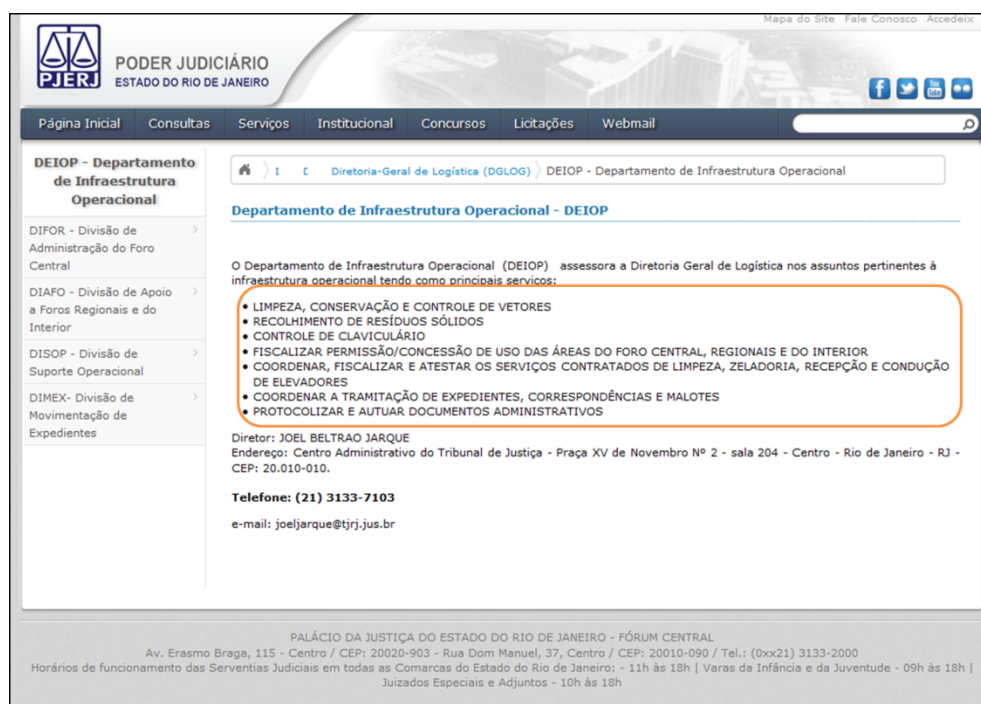 Mapa do Site Fale Conosco Accedeix
PJERJ
PODER JUDICIÁRIO
ESTADO DO RIO DE JANEIRO
Página Inicial Consultas Serviços Institucional Concursos Licitações Webmail
DEIOP - Departamento
de Infraestrutura
Operacional
DIFOR - Divisão de
Administração do Foro
Central
DIAFO - Divisão de Apoio
a Foros Regionais e do
Interior
DISOP - Divisão de
Suporte Operacional
DIMEX- Divisão de
Movimentação de
Expedientes
I D Diretoria-Geral de Logística (DGLOG) DEIOP - Departamento de Infraestrutura Operacional
Departamento de Infraestrutura Operacional - DEIOP
O Departamento de Infraestrutura Operacional (DEIOP) assessora a Diretoria Geral de Logística nos assuntos pertinentes à
infraestrutura operacional tendo como principais serviços:
• LIMPEZA, CONSERVAÇÃO E CONTROLE DE VETORES
• RECOLHIMENTO DE RESÍDUOS SÓLIDOS
• CONTROLE DE CLAVICULÁRIO
• FISCALIZAR PERMISSÃO/CONCESSÃO DE USO DAS ÁREAS DO FORO CENTRAL, REGIONAIS E DO INTERIOR
• COORDENAR, FISCALIZAR E ATESTAR OS SERVIÇOS CONTRATADOS DE LIMPEZA, ZELADORIA, RECEPÇÃO E CONDUÇÃO
DE ELEVADORES
• COORDENAR A TRAMITAÇÃO DE EXPEDIENTES, CORRESPONDÊNCIAS E MALOTES
• PROTOCOLIZAR E AUTUAR DOCUMENTOS ADMINISTRATIVOS
Diretor: JOEL BELTRAO JARQUE
Endereço: Centro Administrativo do Tribunal de Justiça - Praça XV de Novembro Nº 2 - sala 204 - Centro - Rio de Janeiro - RJ -
CEP: 20.010-010.
Telefone: (21) 3133-7103
e-mail: joeljarque@tjrj.jus.br
PALÁCIO DA JUSTIÇA DO ESTADO DO RIO DE JANEIRO - FÓRUM CENTRAL
Av. Erasmo Braga, 115 - Centro / CEP: 20020-903 - Rua Dom Manuel, 37, Centro / CEP: 20010-090 / Tel.: (0xx21) 3133-2000
Horários de funcionamento das Serventias Judiciais em todas as Comarcas do Estado do Rio de Janeiro: - 11h às 18h | Varas da Infância e da Juventude - 09h às 18h |
Juizados Especiais e Adjuntos - 10h às 18h